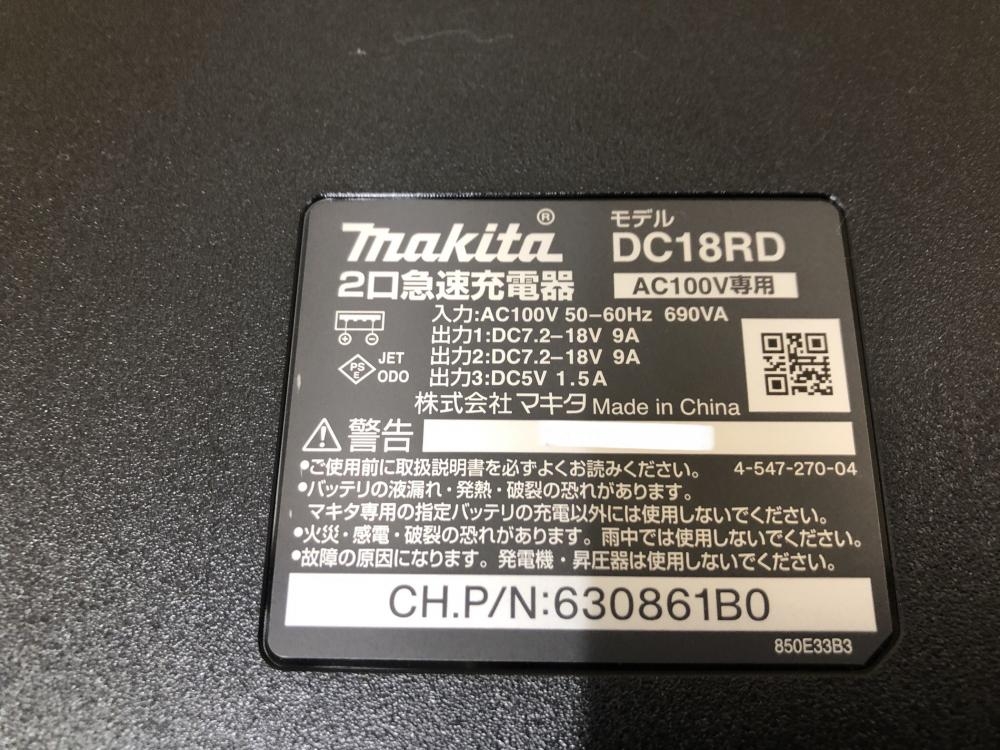 makita® モデル DC18RD
2口急速充電器 AC100V専用
入力:AC100V 50–60Hz 690VA
出力1:DC7.2–18V 9A
出力2:DC7.2–18V 9A
出力3:DC5V 1.5A
PS E JET ODO
株式会社マキタ Made in China
警告
•ご使用前に取扱説明書を必ずよくお読みください。 4-547-270-04
•バッテリの液漏れ・発熱・破裂の恐れがあります。
マキタ専用の指定バッテリの充電以外には使用しないでください。
•火災・感電・破裂の恐れがあります。雨中では使用しないでください。
•故障の原因になります。発電機・昇圧器は使用しないでください。
CH.P/N:630861B0
850E33B3